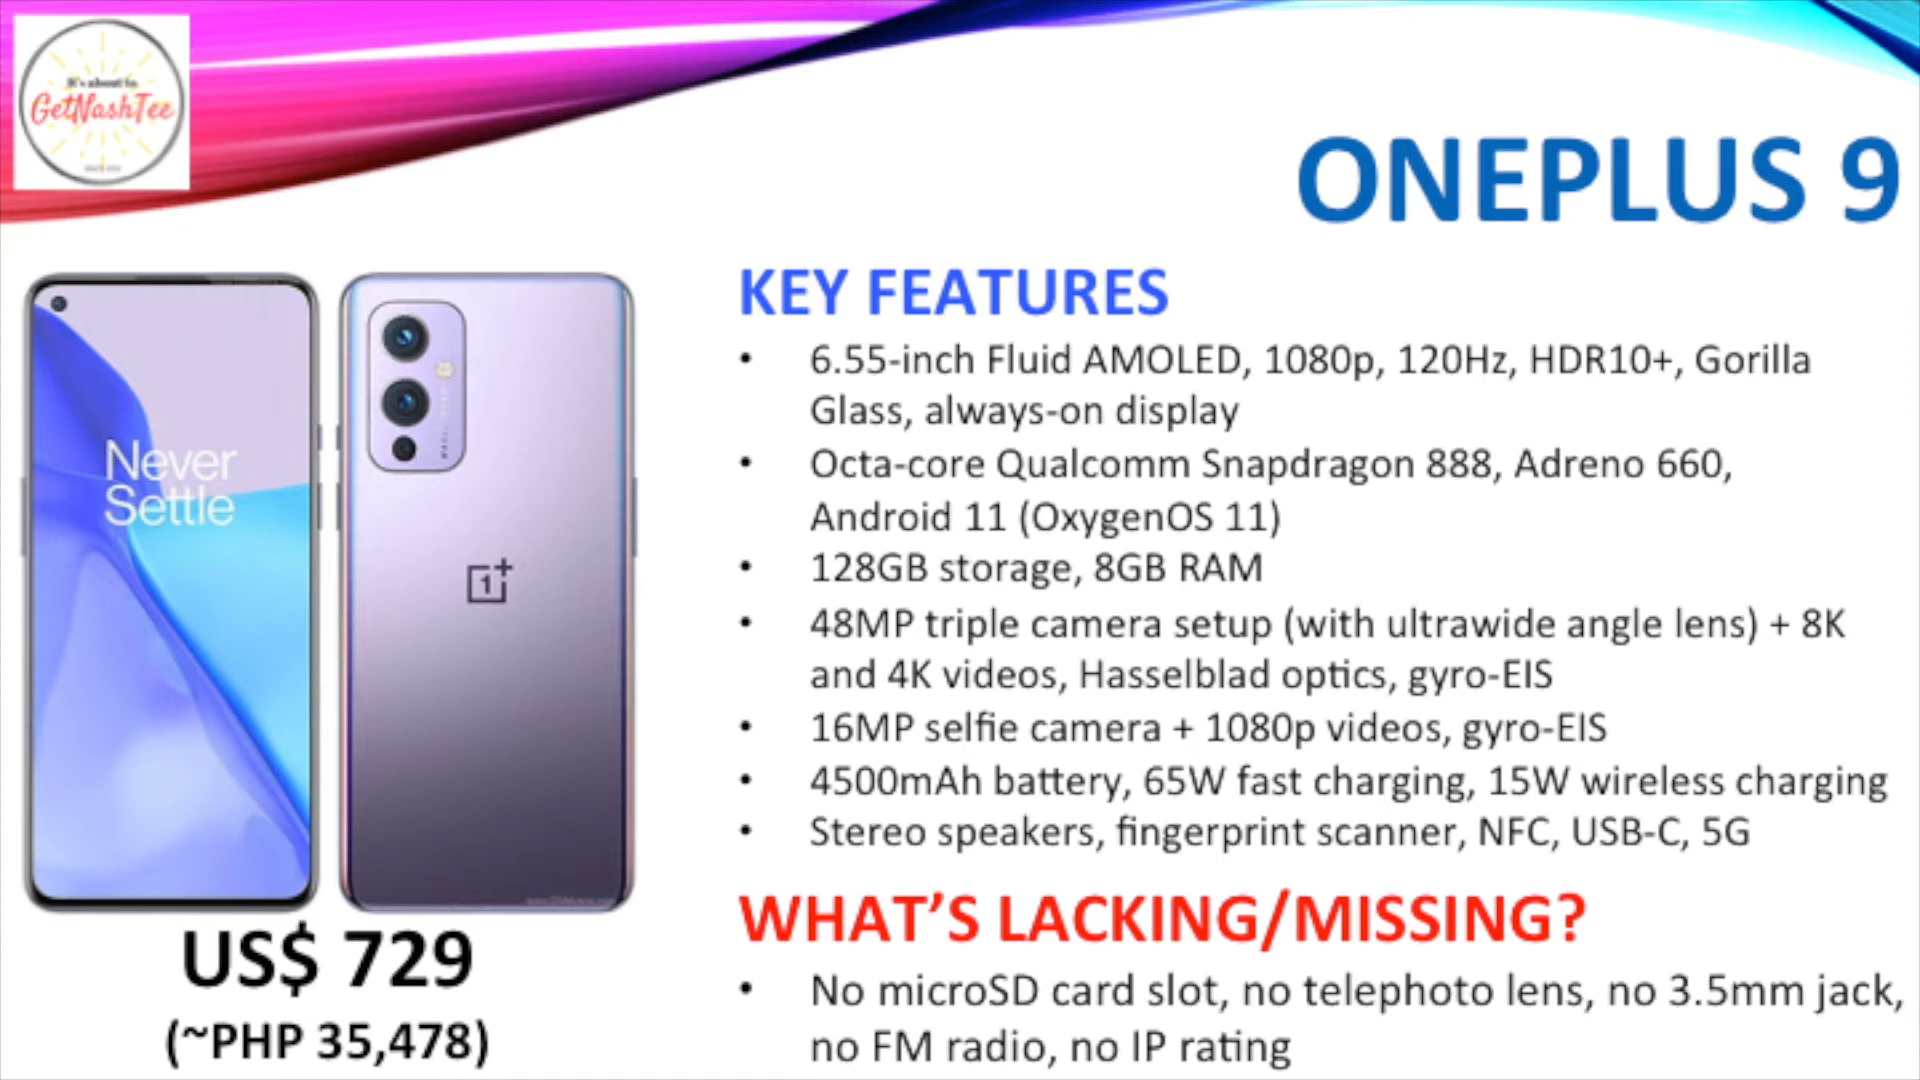 It's about to
GetNashTee
ONEPLUS 9
KEY FEATURES
• 6.55-inch Fluid AMOLED, 1080p, 120Hz, HDR10+, Gorilla
Glass, always-on display
• Octa-core Qualcomm Snapdragon 888, Adreno 660,
Android 11 (OxygenOS 11)
• 128GB storage, 8GB RAM
• 48MP triple camera setup (with ultrawide angle lens) + 8K
and 4K videos, Hasselblad optics, gyro-EIS
• 16MP selfie camera + 1080p videos, gyro-EIS
• 4500mAh battery, 65W fast charging, 15W wireless charging
• Stereo speakers, fingerprint scanner, NFC, USB-C, 5G
WHAT'S LACKING/MISSING?
• No microSD card slot, no telephoto lens, no 3.5mm jack,
no FM radio, no IP rating
Never
Settle
1+
US$ 729
(~PHP 35,478)